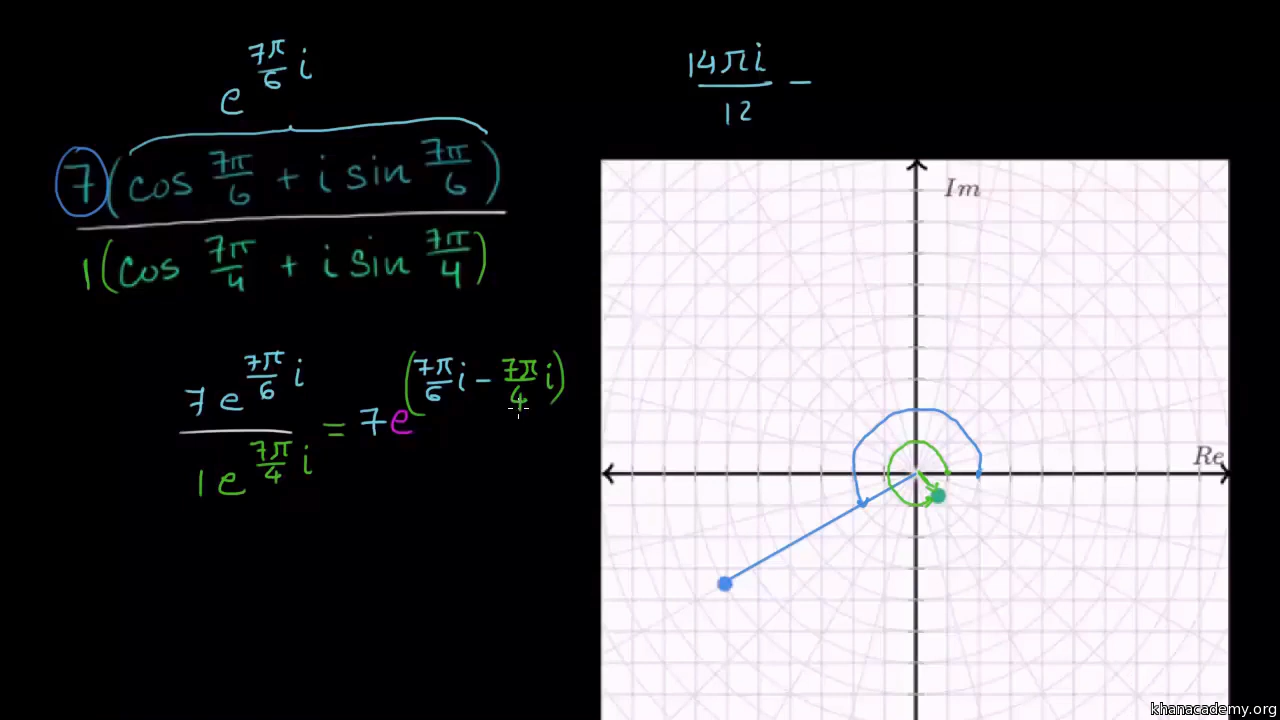 e^(7π/6 i)
7(cos 7π/6 + i sin 7π/6)
1(cos 7π/4 + i sin 7π/4)
7e^(7π/6 i) / 1e^(7π/4 i) = 7e^(7π/6 i − 7π/4 i)
14πi/12 −
Im
Re
khanacademy.org